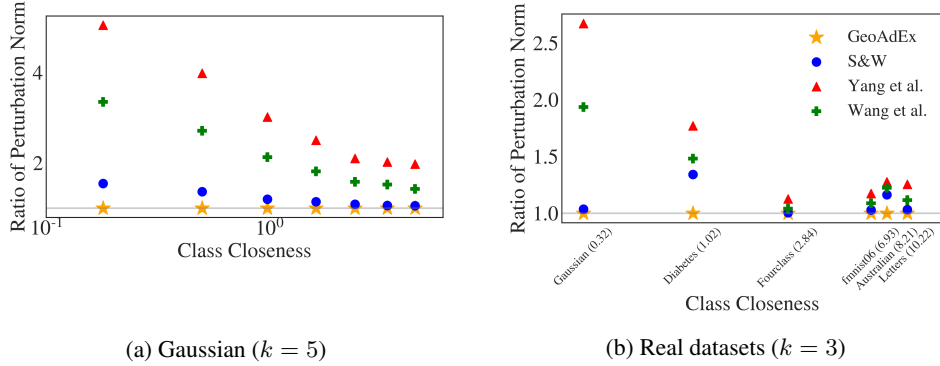 Ratio of Perturbation Norm
4
2
10⁻¹
10⁰
Class Closeness
(a) Gaussian (k = 5)
Ratio of Perturbation Norm
2.5
2.0
1.5
1.0
GeoAdEx
S&W
Yang et al.
Wang et al.
Gaussian (0.32)
Diabetes (1.02)
Fourclass (2.84)
fmnist06 (6.93)
Australian (8.21)
Letters (10.22)
Class Closeness
(b) Real datasets (k = 3)